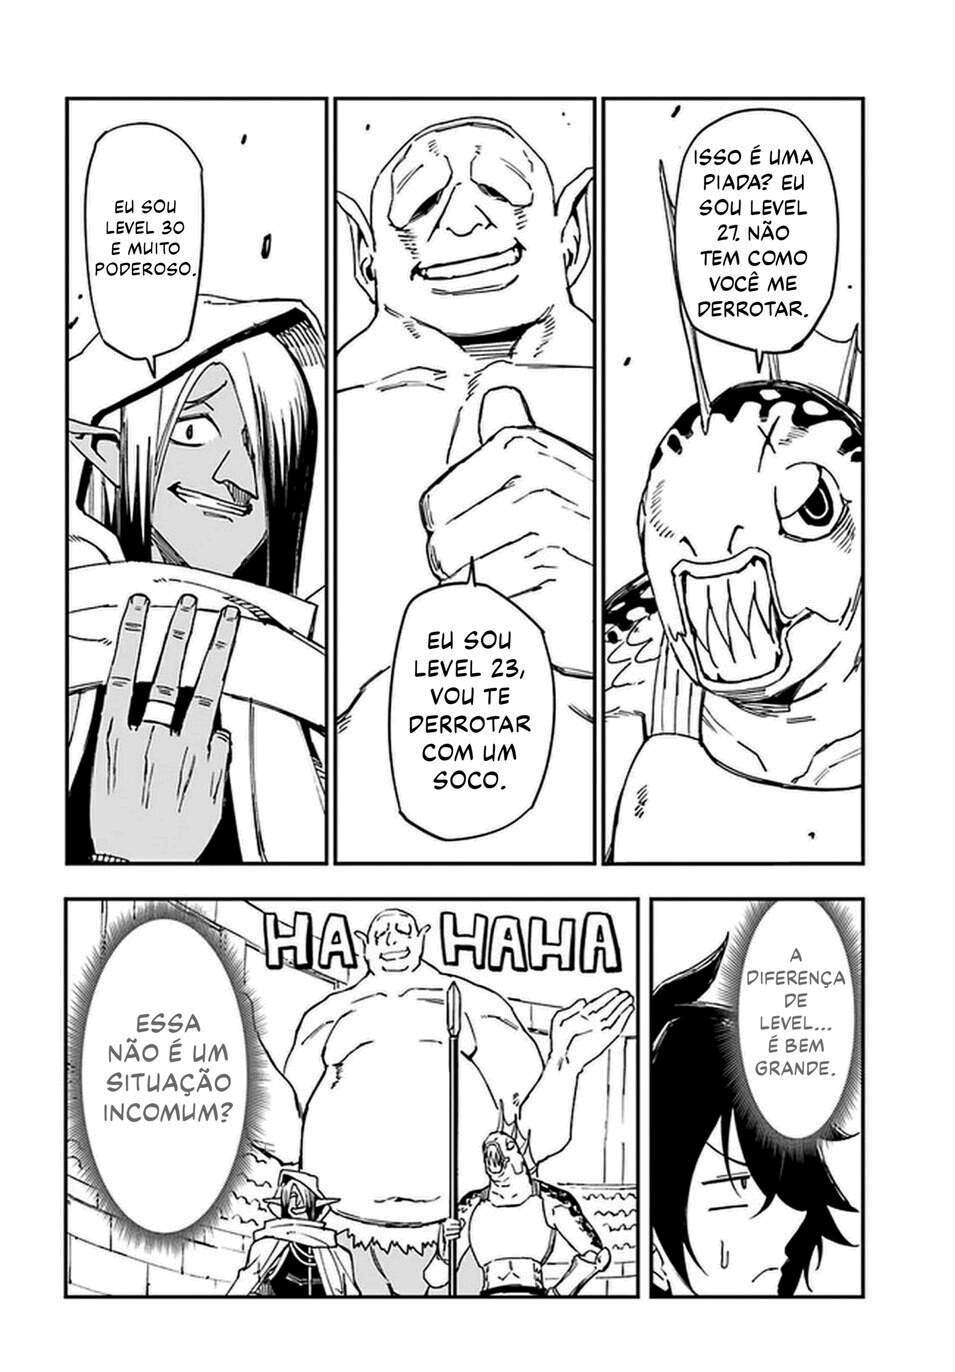 ISSO É UMA
PIADA? EU
SOU LEVEL
27. NÃO
TEM COMO
VOCÊ ME
DERROTAR.
EU SOU
LEVEL 23,
VOU TE
DERROTAR
COM UM
SOCO.
EU SOU
LEVEL 30
E MUITO
PODEROSO.
A
DIFERENÇA
DE
LEVEL...
É BEM
GRANDE.
HA HAHA
ESSA
NÃO É UM
SITUAÇÃO
INCOMUM?